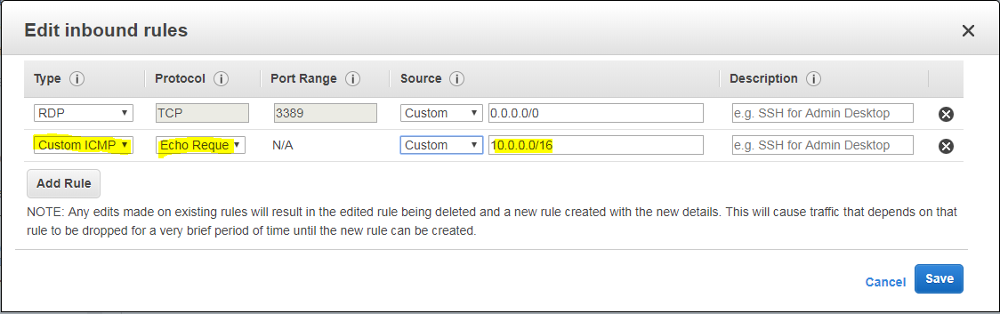 Edit inbound rules
Type Protocol Port Range Source Description
RDP TCP 3389 Custom 0.0.0.0/0 e.g. SSH for Admin Desktop
Custom ICMP Echo Reque N/A Custom 10.0.0.0/16 e.g. SSH for Admin Desktop
Add Rule
NOTE: Any edits made on existing rules will result in the edited rule being deleted and a new rule created with the new details. This will cause traffic that depends on that
rule to be dropped for a very brief period of time until the new rule can be created.
Cancel Save